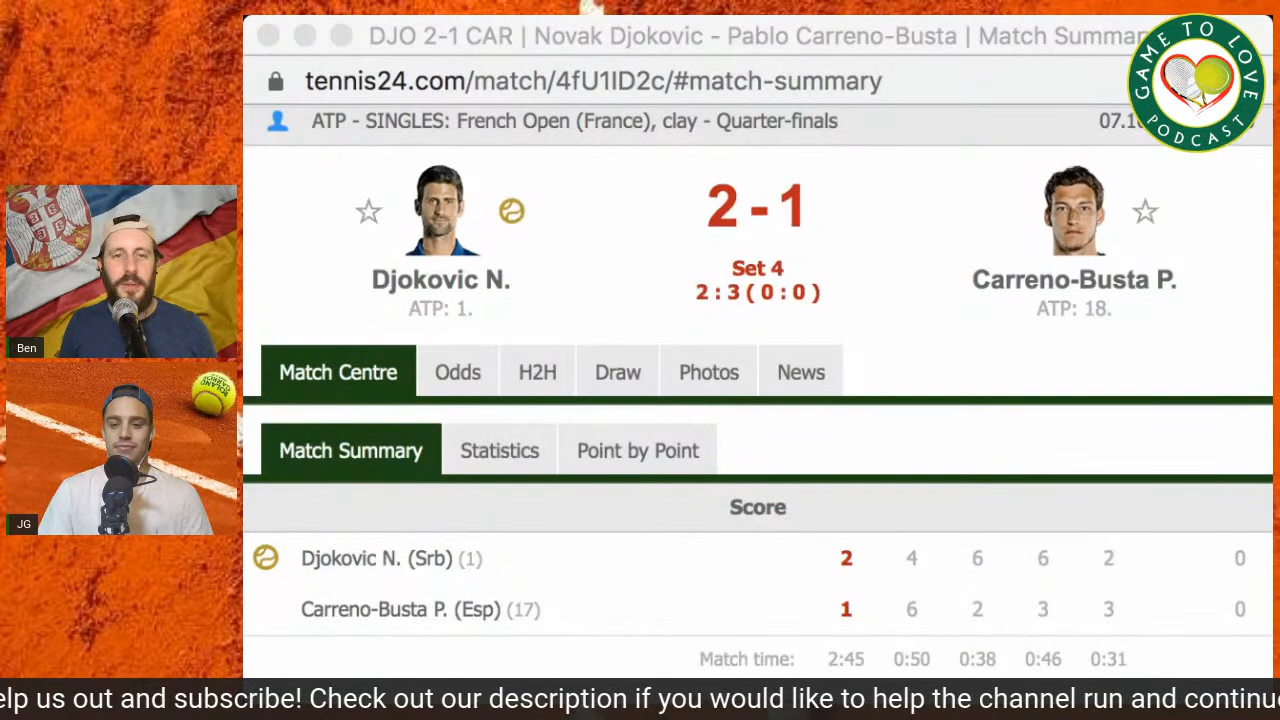 DJO 2-1 CAR | Novak Djokovic - Pablo Carreno-Busta | Match Summar
GAME TO LOVE PODCAST
tennis24.com/match/4fU1ID2c/#match-summary
ATP - SINGLES: French Open (France), clay - Quarter-finals
2 - 1
Djokovic N.
Set 4
Carreno-Busta P.
ATP: 1.
2 : 3 ( 0 : 0 )
ATP: 18.
Ben
Match Centre Odds H2H Draw Photos News
Match Summary Statistics Point by Point
JG
Score
Djokovic N. (Srb) (1) 2 4 6 6 2 0
Carreno-Busta P. (Esp) (17) 1 6 2 3 3 0
Match time: 2:45 0:50 0:38 0:46 0:31
elp us out and subscribe! Check out our description if you would like to help the channel run and continu